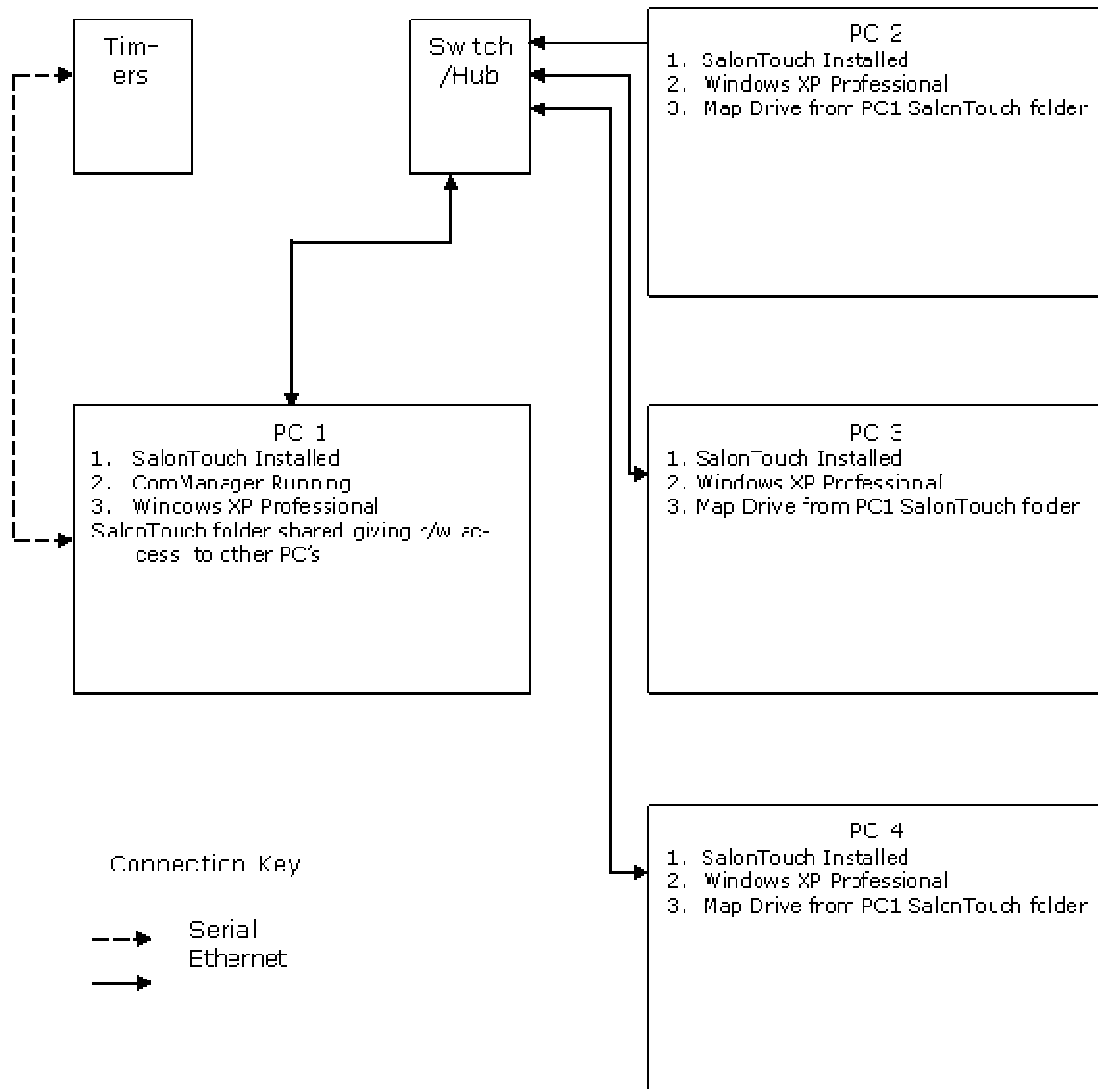 Tim-
ers
Switch
/Hub
PC 2
1. SalonTouch Installed
2. Windows XP Professional
3. Map Drive from PC1 SalonTouch folder
PC 1
1. SalonTouch Installed
2. ComManager Running
3. Windows XP Professional
SalonTouch folder shared giving r/w ac-
cess to other PC's
PC 3
1. SalonTouch Installed
2. Windows XP Professional
3. Map Drive from PC1 SalonTouch folder
PC 4
1. SalonTouch Installed
2. Windows XP Professional
3. Map Drive from PC1 SalonTouch folder
Connection Key
Serial
Ethernet